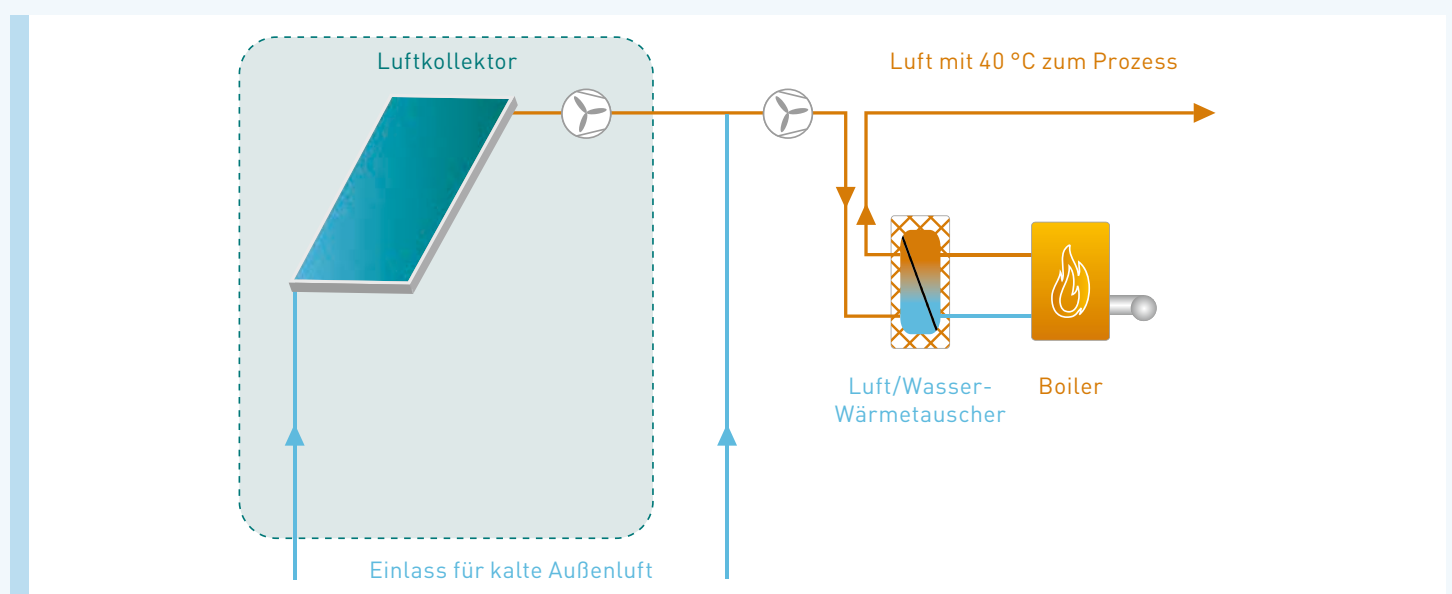 Luftkollektor
Luft mit 40 °C zum Prozess
Luft/Wasser-
Wärmetauscher
Boiler
Einlass für kalte Außenluft